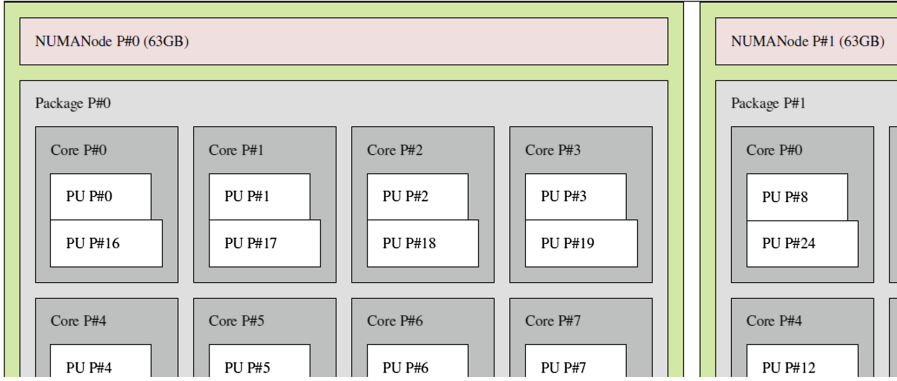 NUMANode P#0 (63GB)
NUMANode P#1 (63GB)
Package P#0
Package P#1
Core P#0
Core P#1
Core P#2
Core P#3
Core P#0
PU P#0
PU P#1
PU P#2
PU P#3
PU P#8
PU P#16
PU P#17
PU P#18
PU P#19
PU P#24
Core P#4
Core P#5
Core P#6
Core P#7
Core P#4
PU P#4
PU P#5
PU P#6
PU P#7
PU P#12